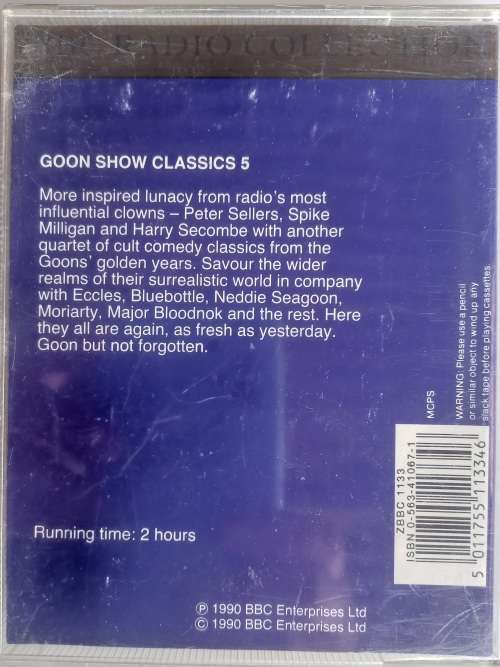 BBC RADIO COLLECTION
GOON SHOW CLASSICS 5
More inspired lunacy from radio's most
influential clowns – Peter Sellers, Spike
Milligan and Harry Secombe with another
quartet of cult comedy classics from the
Goons' golden years. Savour the wider
realms of their surrealistic world in company
with Eccles, Bluebottle, Neddie Seagoon,
Moriarty, Major Bloodnok and the rest. Here
they all are again, as fresh as yesterday.
Goon but not forgotten.
Running time: 2 hours
℗ 1990 BBC Enterprises Ltd
© 1990 BBC Enterprises Ltd
MCPS
WARNING: Please use a pencil
or similar object to wind up any
slack tape before playing cassettes.
ZBBC 1133
ISBN 0-563-41067-1
5 011755 113346